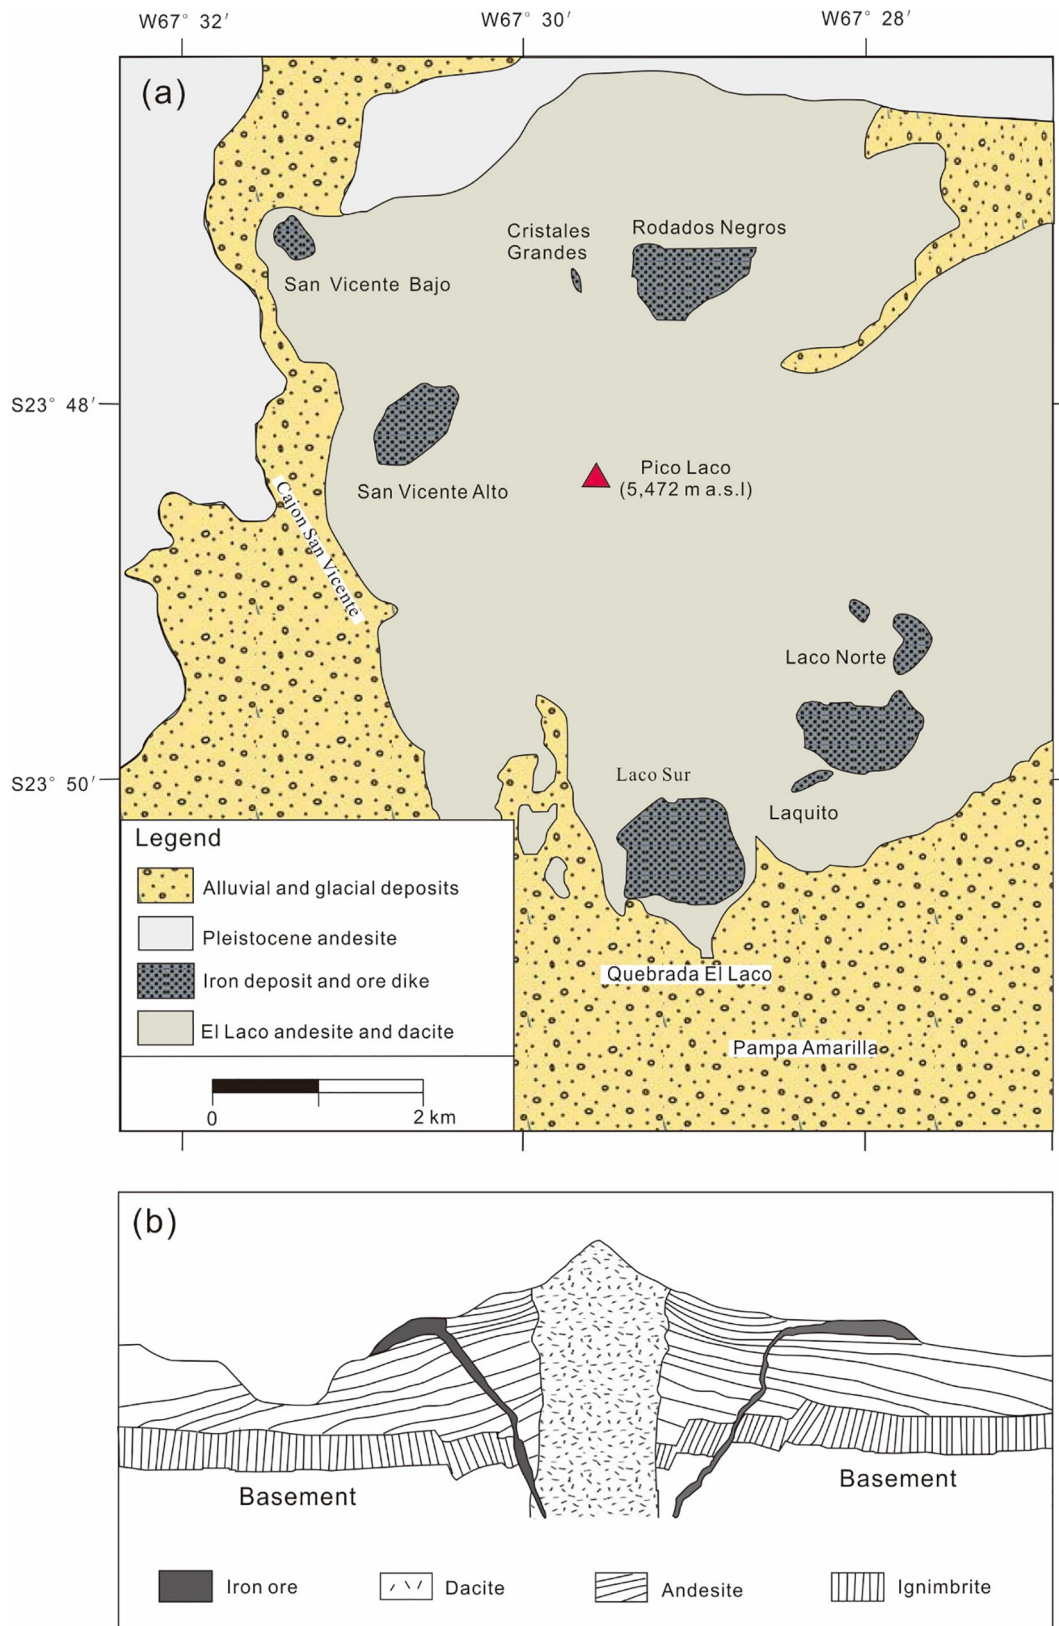 W67° 32′
W67° 30′
W67° 28′
(a)
Cristales
Grandes
Rodados Negros
San Vicente Bajo
S23° 48′
Pico Laco
(5,472 m a.s.l)
San Vicente Alto
Cajon San Vicente
Laco Norte
S23° 50′
Laco Sur
Laquito
Legend
Alluvial and glacial deposits
Pleistocene andesite
Iron deposit and ore dike
El Laco andesite and dacite
Quebrada El Laco
Pampa Amarilla
0
2 km
(b)
Basement
Basement
Iron ore
Dacite
Andesite
Ignimbrite